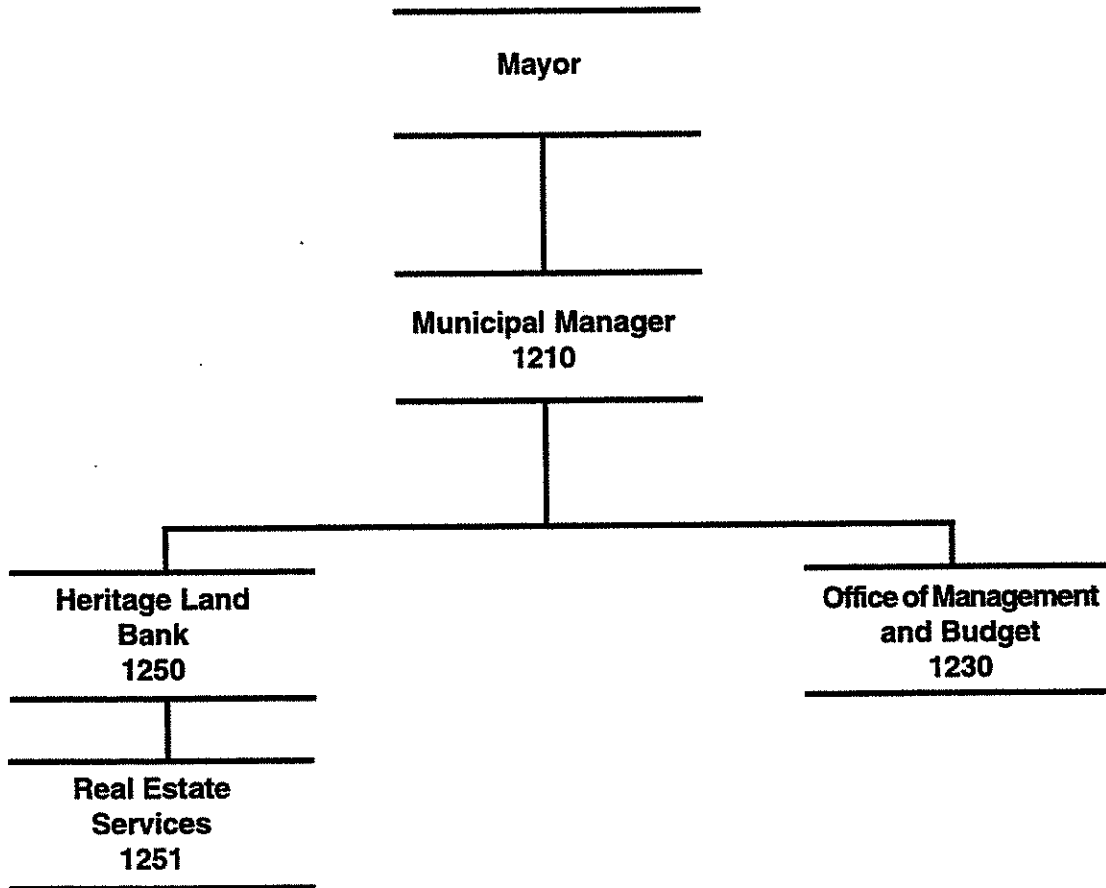 Mayor
Municipal Manager
1210
Heritage Land
Bank
1250
Office of Management
and Budget
1230
Real Estate
Services
1251